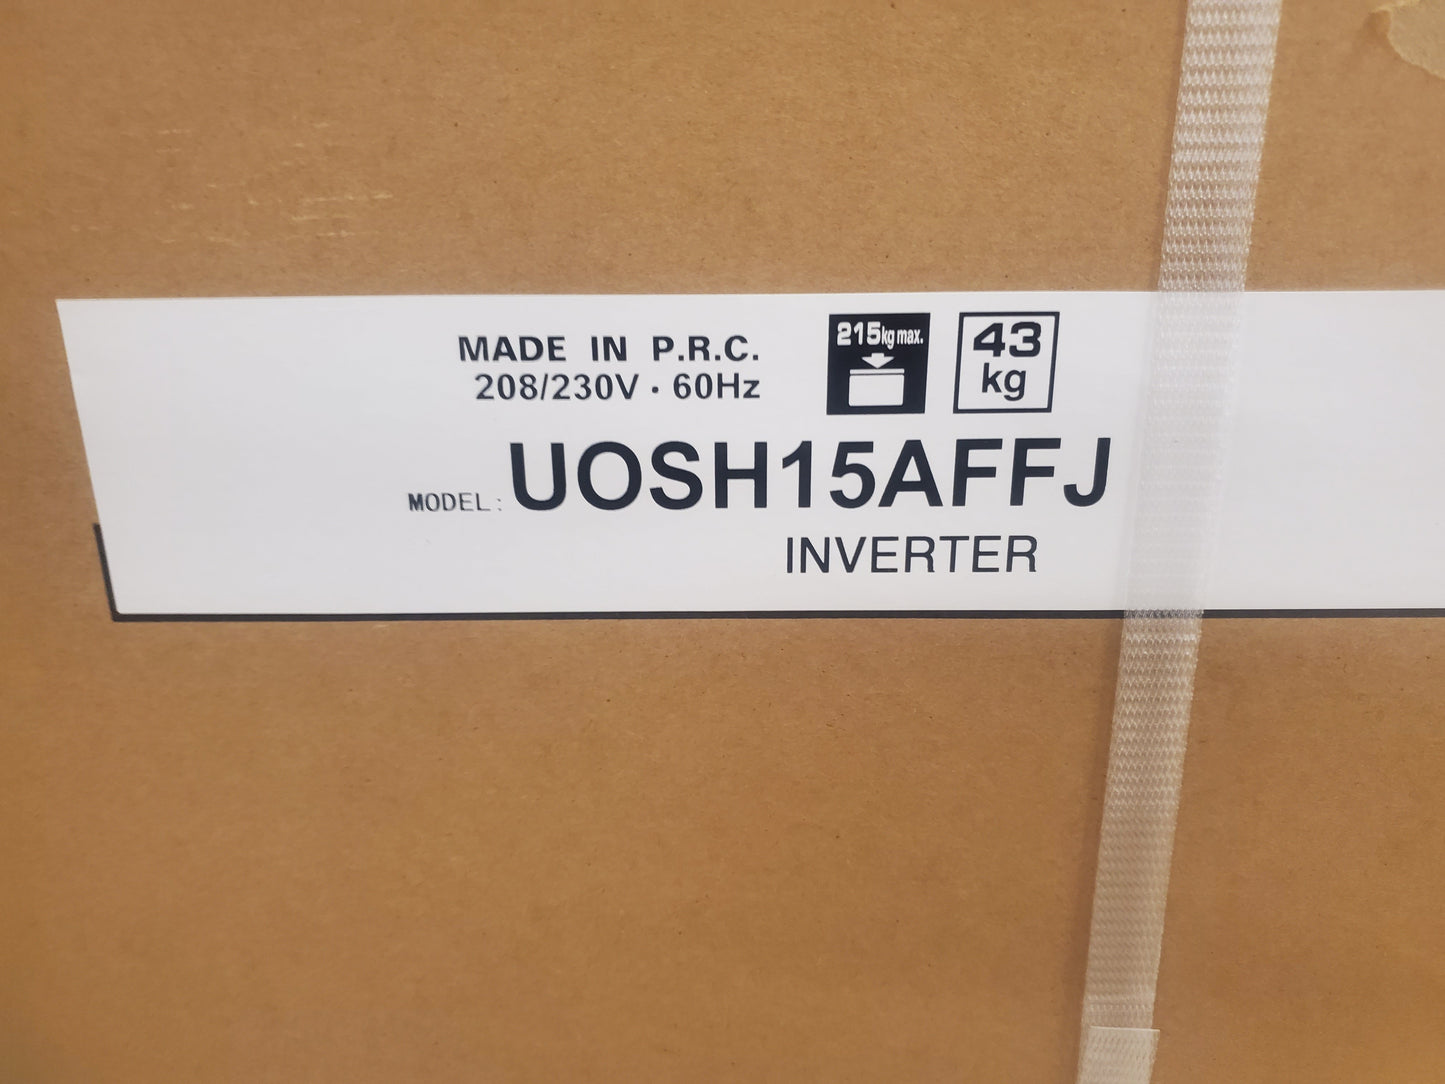 MADE IN P.R.C.
208/230V · 60Hz
215kg max.
43
kg
MODEL: UOSH15AFFJ
INVERTER